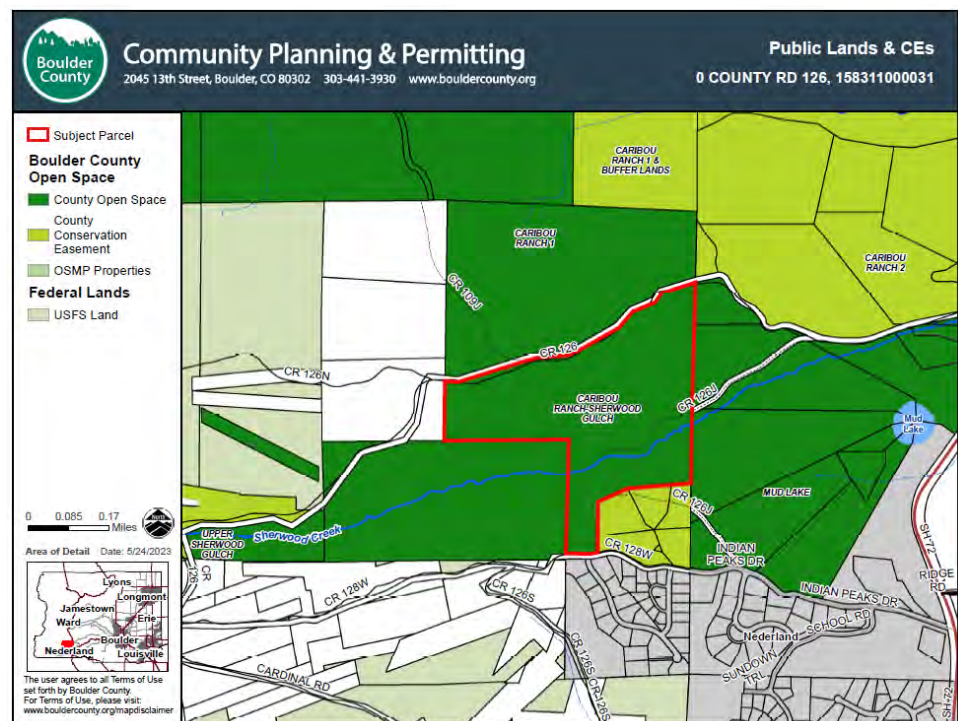 Boulder
County
Community Planning & Permitting
2045 13th Street, Boulder, CO 80302 303-441-3930 www.bouldercounty.org
Public Lands & CEs
0 COUNTY RD 126, 158311000031
Subject Parcel
Boulder County
Open Space
County Open Space
County
Conservation
Easement
OSMP Properties
Federal Lands
USFS Land
0 0.085 0.17
Miles
Area of Detail Date: 5/24/2023
Lyons
Longmont
Jamestown
Ward
Erie
Boulder
Nederland
Louisville
The user agrees to all Terms of Use
set forth by Boulder County.
For Terms of Use, please visit:
www.bouldercounty.org/mapdisclaimer
CARIBOU
RANCH 1 &
BUFFER LANDS
CARIBOU
RANCH 1
CARIBOU
RANCH 2
CR 109J
CR 126
CR 126N
CARIBOU
RANCH-SHERWOOD
GULCH
CR 126J
Mud
Lake
MUD LAKE
CR 126J
UPPER
SHERWOOD
GULCH
Sherwood Creek
CR 128W
INDIAN
PEAKS DR
INDIAN PEAKS DR
SH-72
RIDGE
RD
CR
126
CR 128W
CR 126S
CR 126S
CR-126S
SCHOOL RD
Nederland
SUNDOWN
TRL
CARDINAL RD
SH-72